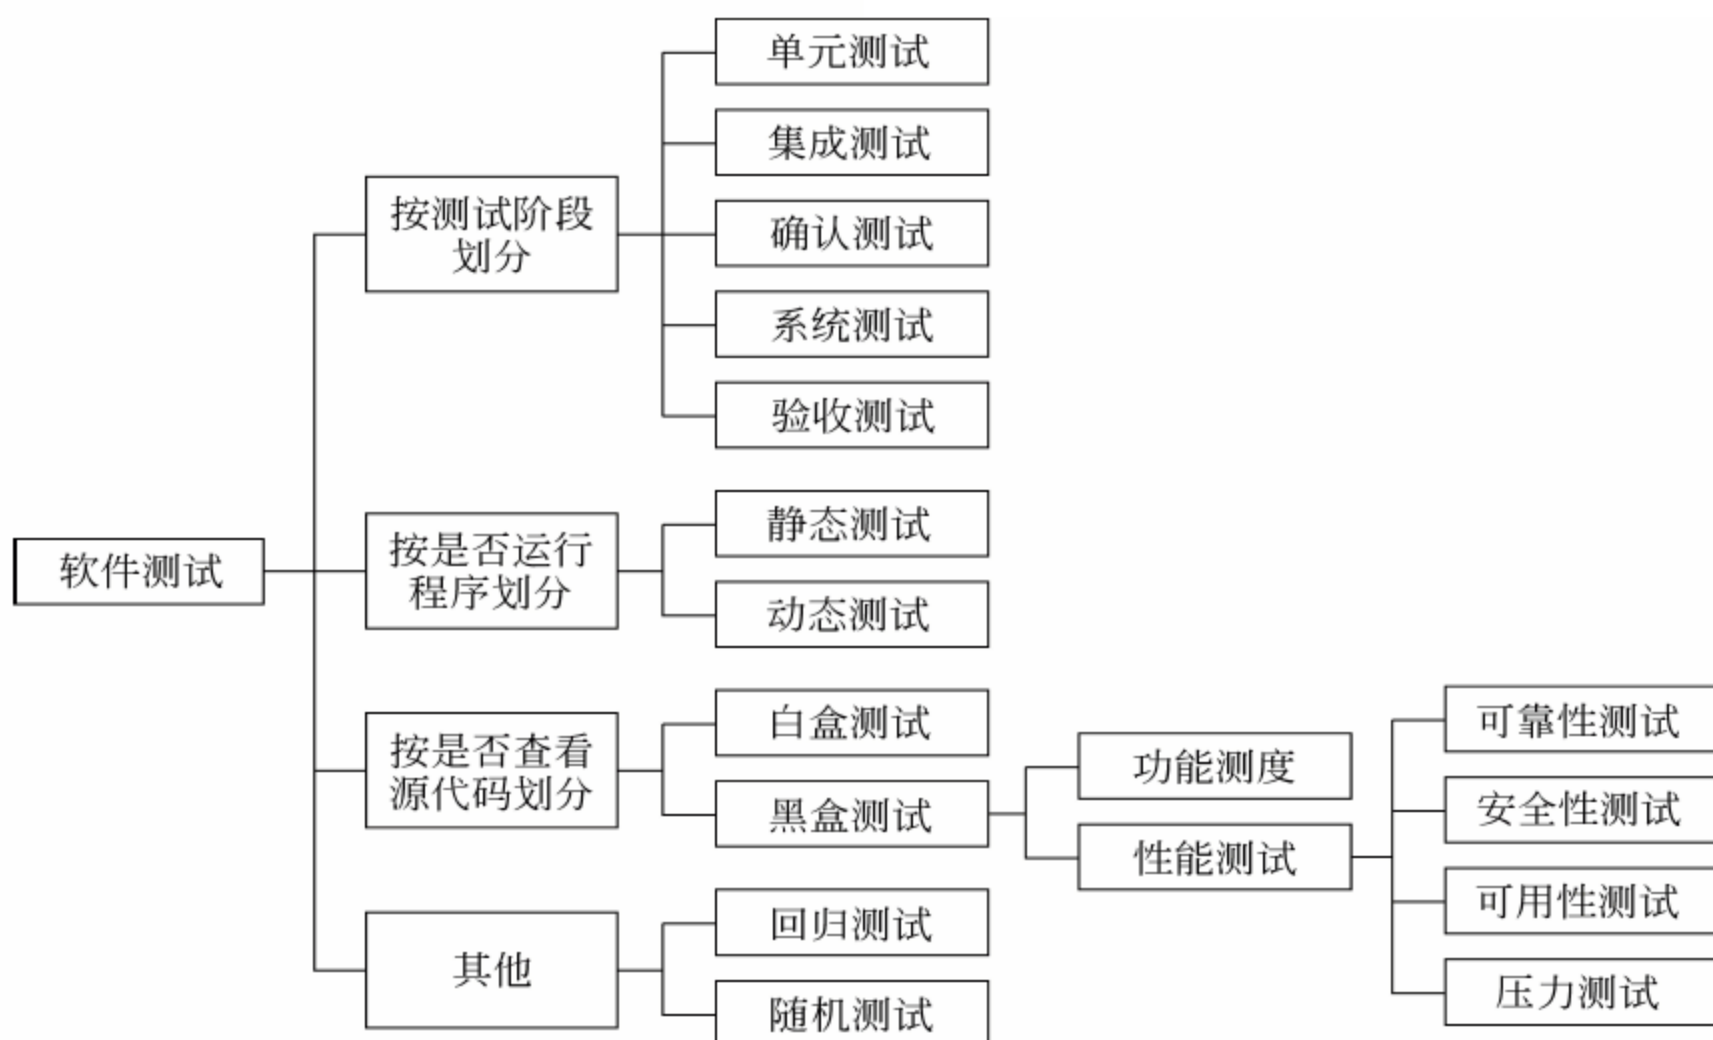 软件测试
按测试阶段
划分
单元测试
集成测试
确认测试
系统测试
验收测试
按是否运行
程序划分
静态测试
动态测试
按是否查看
源代码划分
白盒测试
黑盒测试
功能测度
性能测试
可靠性测试
安全性测试
可用性测试
压力测试
其他
回归测试
随机测试